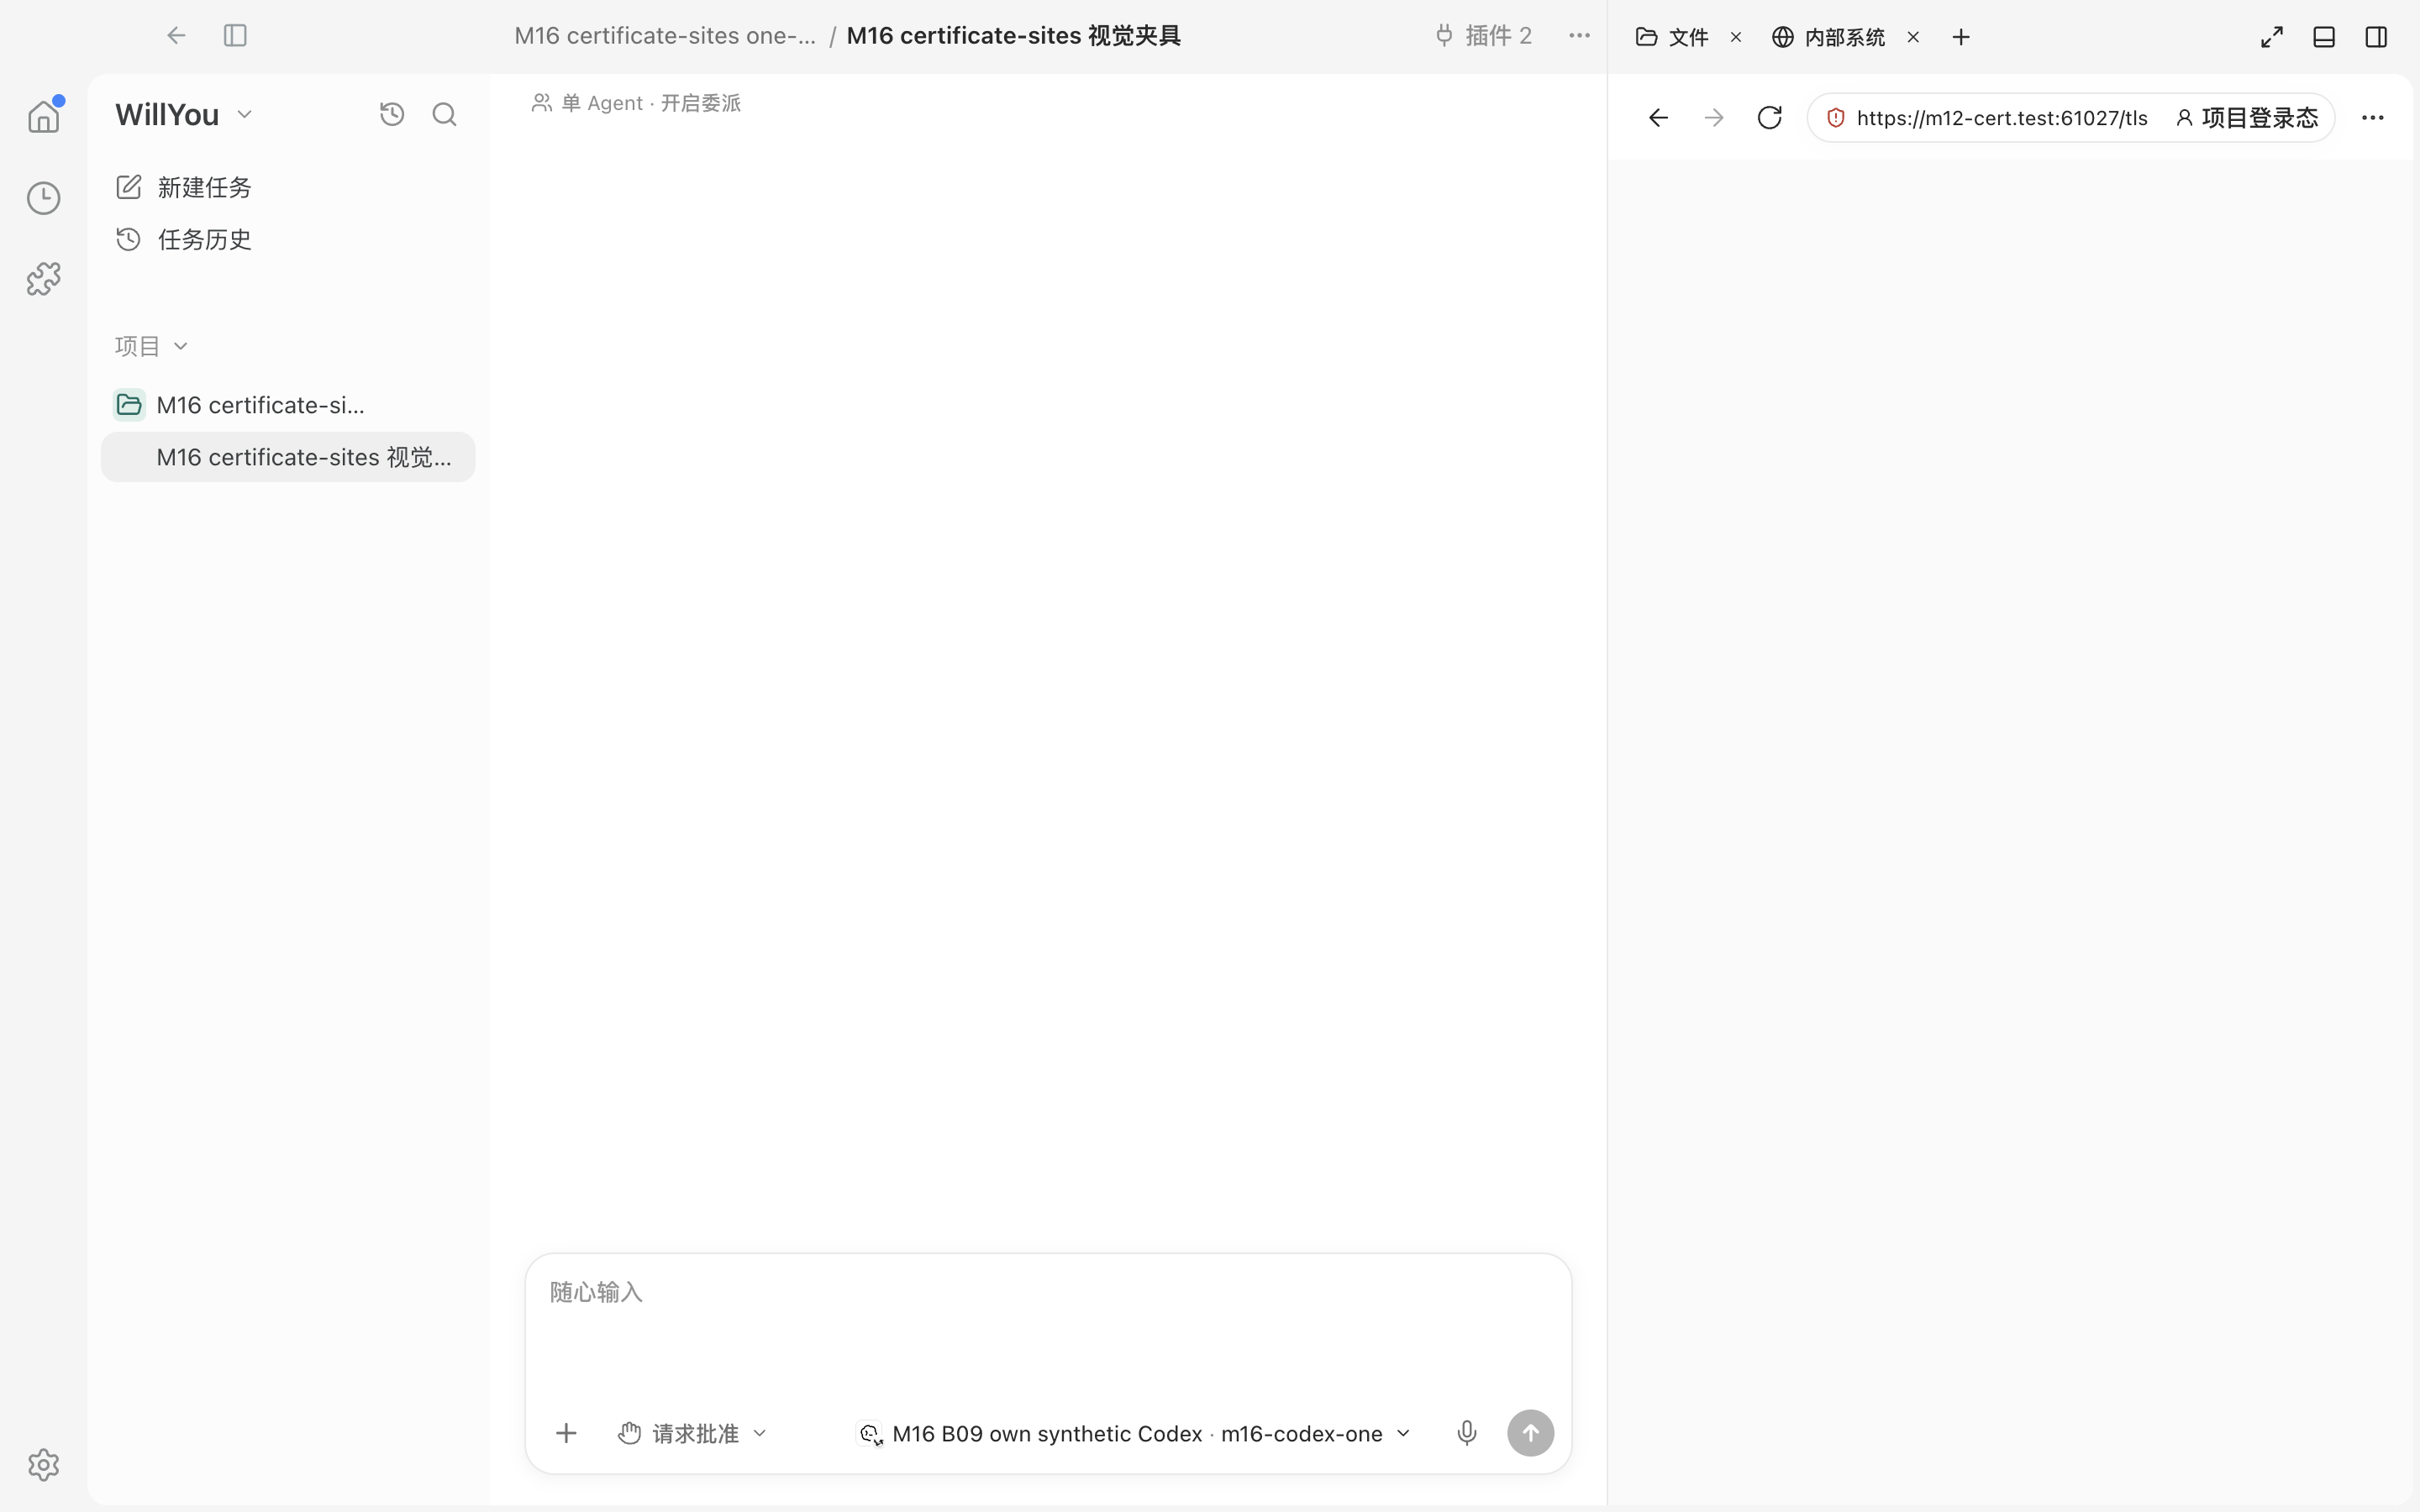 M16 certificate-sites one-... / M16 certificate-sites 视觉夹具
插件 2
文件
内部系统
WillYou
单 Agent · 开启委派
https://m12-cert.test:61027/tls
项目登录态
新建任务
任务历史
项目
M16 certificate-si...
M16 certificate-sites 视觉...
随心输入
请求批准
M16 B09 own synthetic Codex · m16-codex-one